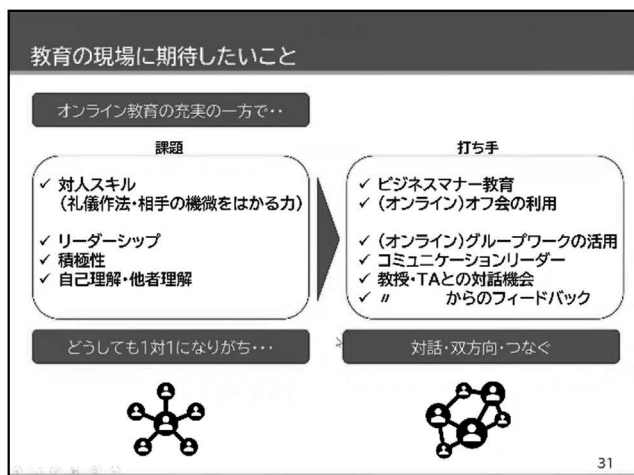 教育の現場に期待したいこと
オンライン教育の充実の一方で・・
課題
✓ 対人スキル
(礼儀作法・相手の機微をはかる力)
✓ リーダーシップ
✓ 積極性
✓ 自己理解・他者理解
どうしても1対1になりがち・・・
打ち手
✓ ビジネスマナー教育
✓ (オンライン)オフ会の利用
✓ (オンライン)グループワークの活用
✓ コミュニケーションリーダー
✓ 教授・TAとの対話機会
✓ 〃 からのフィードバック
対話・双方向・つなぐ
31